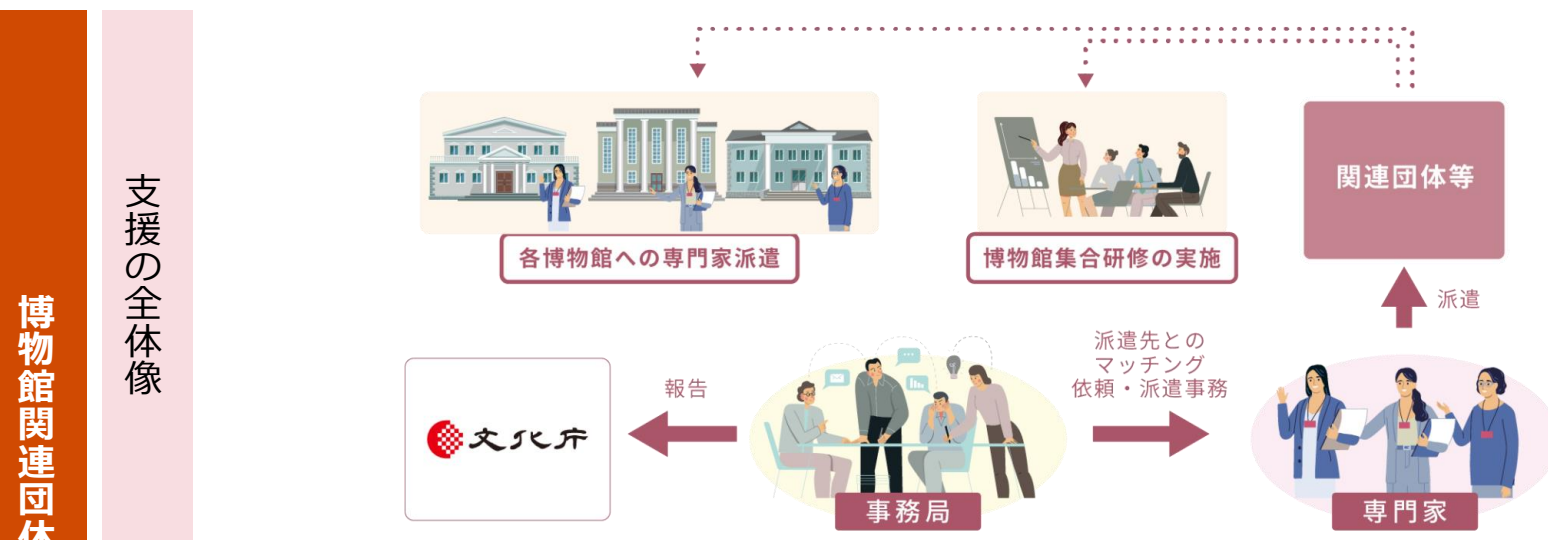 博物館関連団体
支援の全体像
各博物館への専門家派遣
博物館集合研修の実施
関連団体等
派遣
派遣先との
マッチング
依頼・派遣事務
報告
文化庁
事務局
専門家